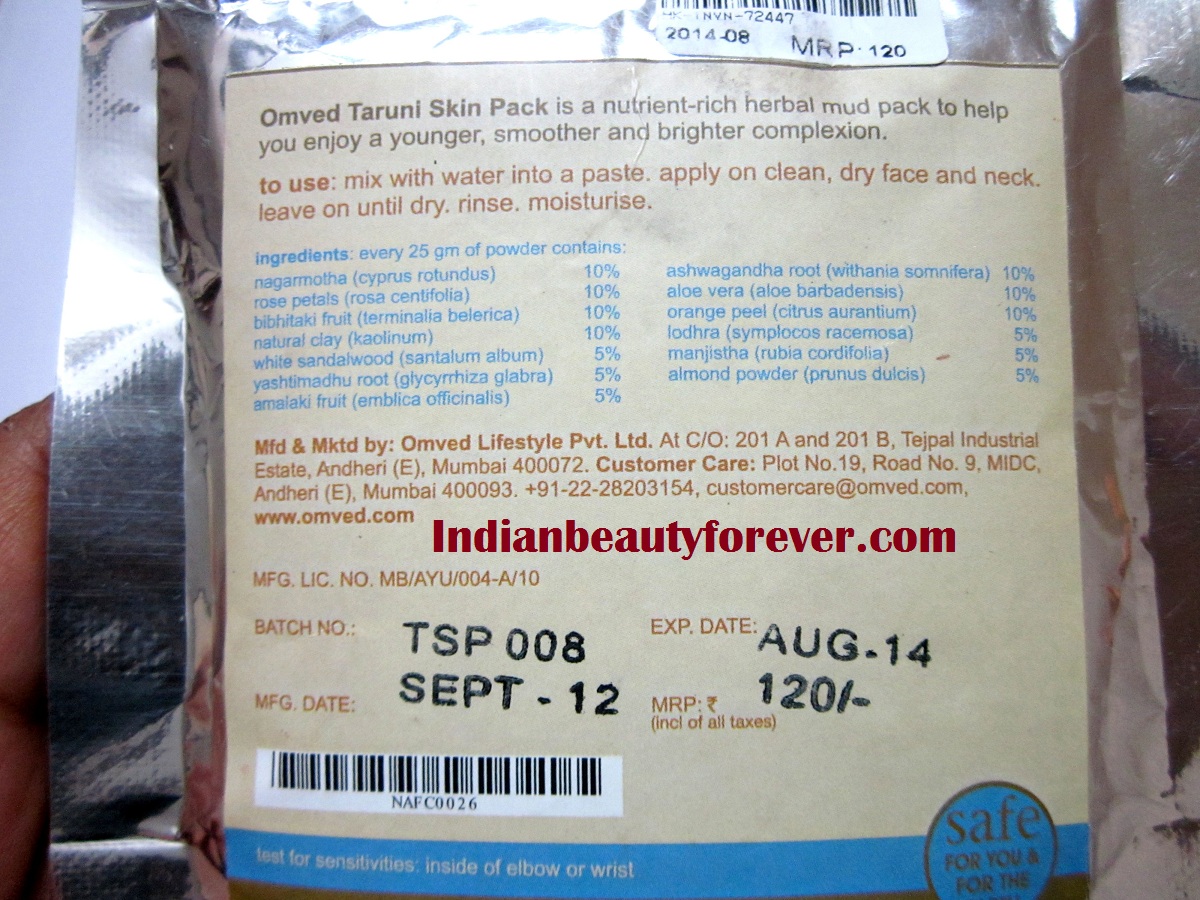 2014-08 MRP: 120
Omved Taruni Skin Pack is a nutrient-rich herbal mud pack to help
you enjoy a younger, smoother and brighter complexion.
to use: mix with water into a paste. apply on clean, dry face and neck.
leave on until dry. rinse. moisturise.
ingredients: every 25 gm of powder contains:
nagarmotha (cyprus rotundus) 10%
rose petals (rosa centifolia) 10%
bibhitaki fruit (terminalia belerica) 10%
natural clay (kaolinum) 10%
white sandalwood (santalum album) 5%
yashtimadhu root (glycyrrhiza glabra) 5%
amalaki fruit (emblica officinalis) 5%
ashwagandha root (withania somnifera) 10%
aloe vera (aloe barbadensis) 10%
orange peel (citrus aurantium) 10%
lodhra (symplocos racemosa) 5%
manjistha (rubia cordifolia) 5%
almond powder (prunus dulcis) 5%
Mfd & Mktd by: Omved Lifestyle Pvt. Ltd. At C/O: 201 A and 201 B, Tejpal Industrial
Estate, Andheri (E), Mumbai 400072. Customer Care: Plot No.19, Road No. 9, MIDC,
Andheri (E), Mumbai 400093. +91-22-28203154, customercare@omved.com,
www.omved.com
Indianbeautyforever.com
MFG. LIC. NO. MB/AYU/004-A/10
BATCH NO.: TSP 008
EXP. DATE: AUG-14
MFG. DATE: SEPT - 12
MRP: ₹ 120/-
(incl of all taxes)
NAFC0026
test for sensitivities: inside of elbow or wrist
safe
FOR YOU &
FOR THE